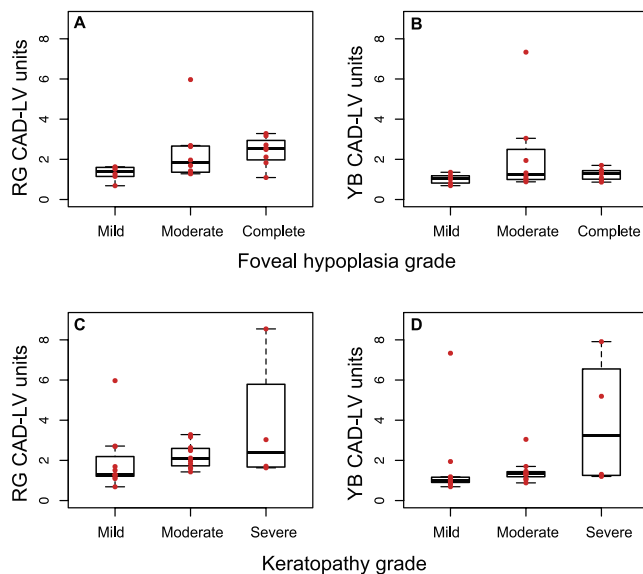 A
RG CAD-LV units
0 2 4 6 8
Mild Moderate Complete
B
YB CAD-LV units
0 2 4 6 8
Mild Moderate Complete
Foveal hypoplasia grade
C
RG CAD-LV units
0 2 4 6 8
Mild Moderate Severe
D
YB CAD-LV units
0 2 4 6 8
Mild Moderate Severe
Keratopathy grade